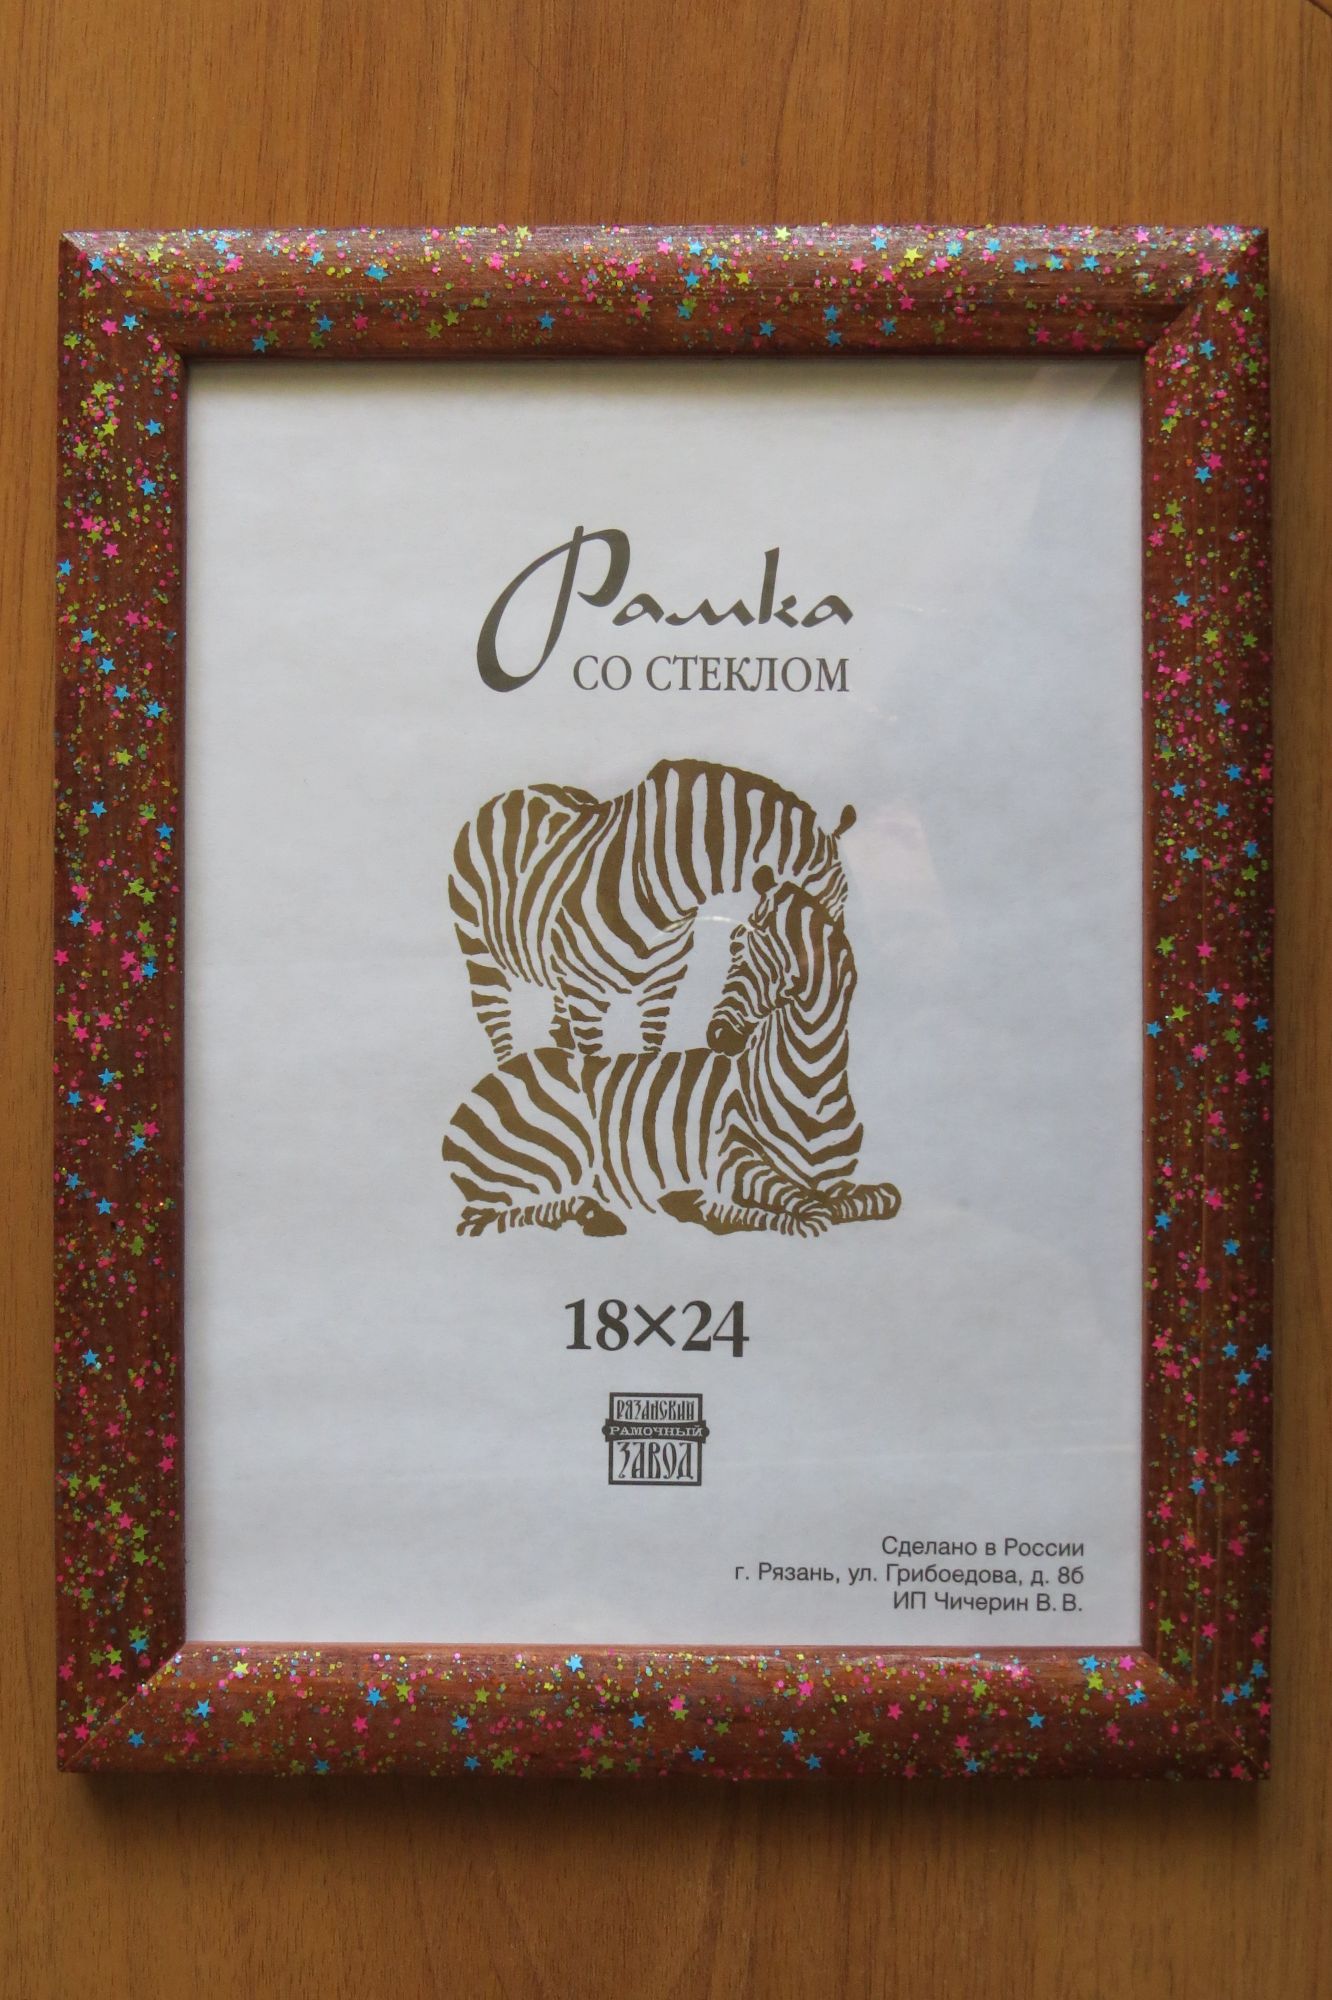 Рамка
СО СТЕКЛОМ
18×24
РЯЗАНСКИЙ
РАМОЧНЫЙ
ЗАВОД
Сделано в России
г. Рязань, ул. Грибоедова, д. 8б
ИП Чичерин В. В.